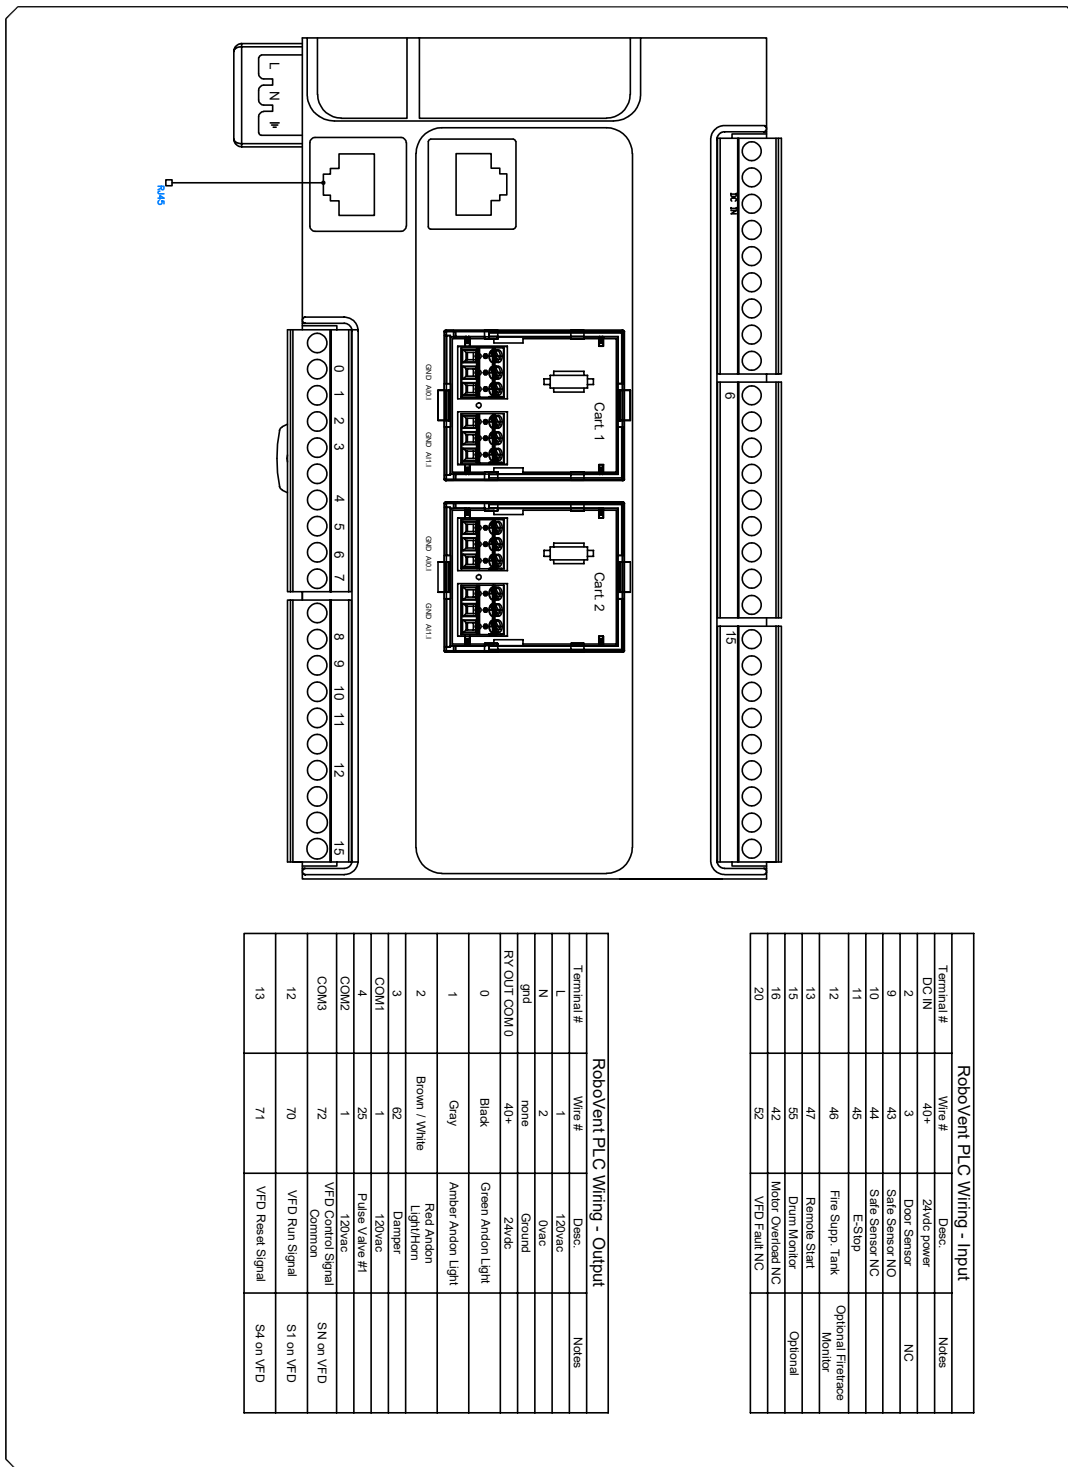 DC IN 6 15
Cart. 1 Cart. 2
GND AI0.I GND AI1.I GND AI0.I GND AI1.I
0 1 2 3 4 5 6 7 8 9 10 11 12 15
L N
RJ45
RoboVent PLC Wiring - Input
Terminal # Wire # Desc. Notes
DC IN 40+ 24vdc power
2 3 Door Sensor NC
9 43 Safe Sensor NO
10 44 Safe Sensor NC
11 45 E-Stop
12 46 Fire Supp. Tank Optional Firetrace
Monitor
13 47 Remote Start
15 55 Drum Monitor Optional
16 42 Motor Overload NC
20 52 VFD Fault NC
RoboVent PLC Wiring - Output
Terminal # Wire # Desc. Notes
L 1 120vac
N 2 0vac
gnd none Ground
RY OUT COM 0 40+ 24vdc
0 Black Green Andon Light
1 Gray Amber Andon Light
2 Brown / White Red Andon
Light/Horn
3 62 Damper
COM1 1 120vac
4 25 Pulse Valve #1
COM2 1 120vac
COM3 72 VFD Control Signal
Common SN on VFD
12 70 VFD Run Signal S1 on VFD
13 71 VFD Reset Signal S4 on VFD